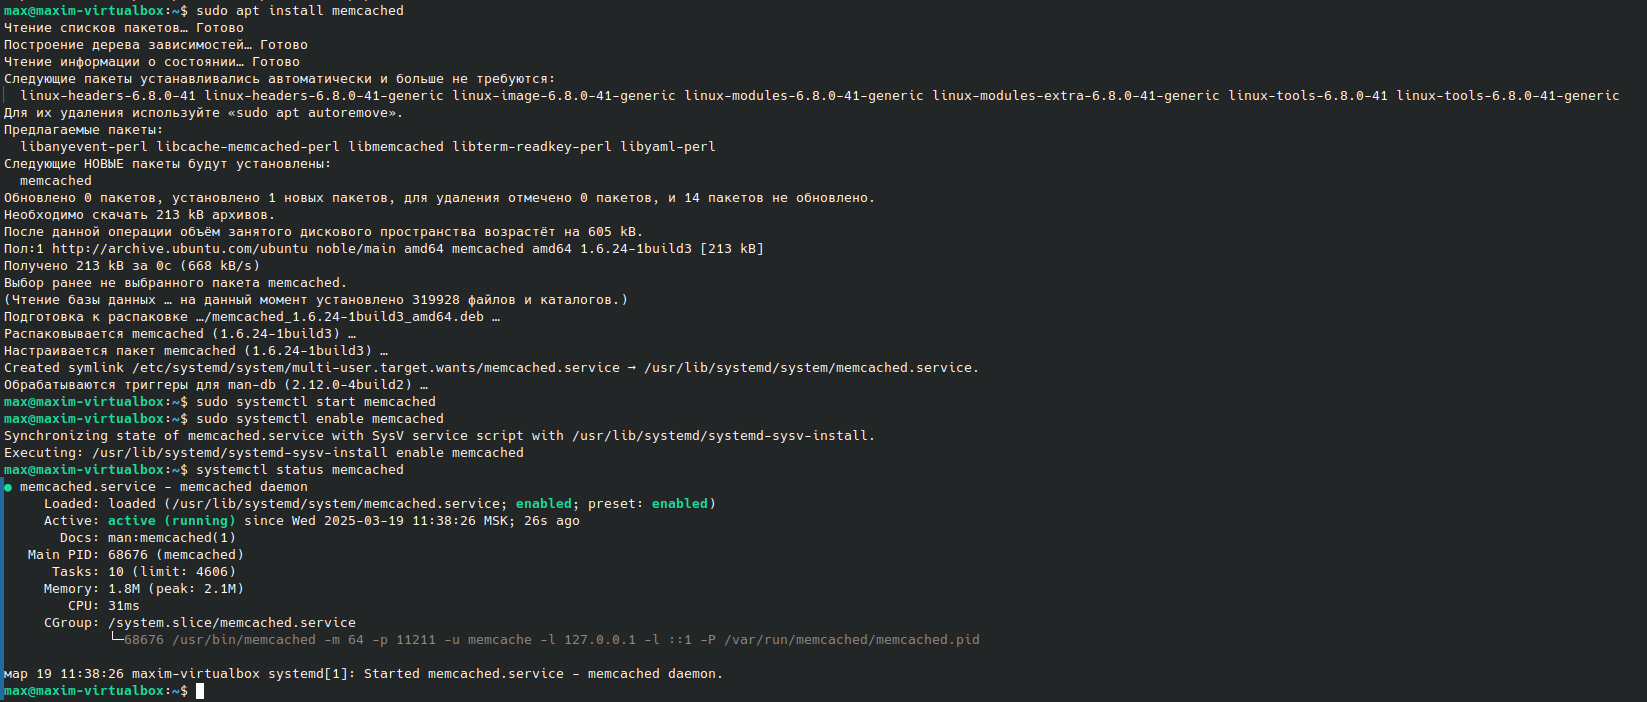 max@maxim-virtualbox:~$ sudo apt install memcached
Чтение списков пакетов… Готово
Построение дерева зависимостей… Готово
Чтение информации о состоянии… Готово
Следующие пакеты устанавливались автоматически и больше не требуются:
  linux-headers-6.8.0-41 linux-headers-6.8.0-41-generic linux-image-6.8.0-41-generic linux-modules-6.8.0-41-generic linux-modules-extra-6.8.0-41-generic linux-tools-6.8.0-41 linux-tools-6.8.0-41-generic
Для их удаления используйте «sudo apt autoremove».
Предлагаемые пакеты:
  libanyevent-perl libcache-memcached-perl libmemcached libterm-readkey-perl libyaml-perl
Следующие НОВЫЕ пакеты будут установлены:
  memcached
Обновлено 0 пакетов, установлено 1 новых пакетов, для удаления отмечено 0 пакетов, и 14 пакетов не обновлено.
Необходимо скачать 213 kB архивов.
После данной операции объём занятого дискового пространства возрастёт на 605 kB.
Пол:1 http://archive.ubuntu.com/ubuntu noble/main amd64 memcached amd64 1.6.24-1build3 [213 kB]
Получено 213 kB за 0с (668 kB/s)
Выбор ранее не выбранного пакета memcached.
(Чтение базы данных … на данный момент установлено 319928 файлов и каталогов.)
Подготовка к распаковке …/memcached_1.6.24-1build3_amd64.deb …
Распаковывается memcached (1.6.24-1build3) …
Настраивается пакет memcached (1.6.24-1build3) …
Created symlink /etc/systemd/system/multi-user.target.wants/memcached.service → /usr/lib/systemd/system/memcached.service.
Обрабатываются триггеры для man-db (2.12.0-4build2) …
max@maxim-virtualbox:~$ sudo systemctl start memcached
max@maxim-virtualbox:~$ sudo systemctl enable memcached
Synchronizing state of memcached.service with SysV service script with /usr/lib/systemd/systemd-sysv-install.
Executing: /usr/lib/systemd/systemd-sysv-install enable memcached
max@maxim-virtualbox:~$ systemctl status memcached
● memcached.service - memcached daemon
     Loaded: loaded (/usr/lib/systemd/system/memcached.service; enabled; preset: enabled)
     Active: active (running) since Wed 2025-03-19 11:38:26 MSK; 26s ago
       Docs: man:memcached(1)
   Main PID: 68676 (memcached)
      Tasks: 10 (limit: 4606)
     Memory: 1.8M (peak: 2.1M)
        CPU: 31ms
     CGroup: /system.slice/memcached.service
             └─68676 /usr/bin/memcached -m 64 -p 11211 -u memcache -l 127.0.0.1 -l ::1 -P /var/run/memcached/memcached.pid
мар 19 11:38:26 maxim-virtualbox systemd[1]: Started memcached.service - memcached daemon.
max@maxim-virtualbox:~$